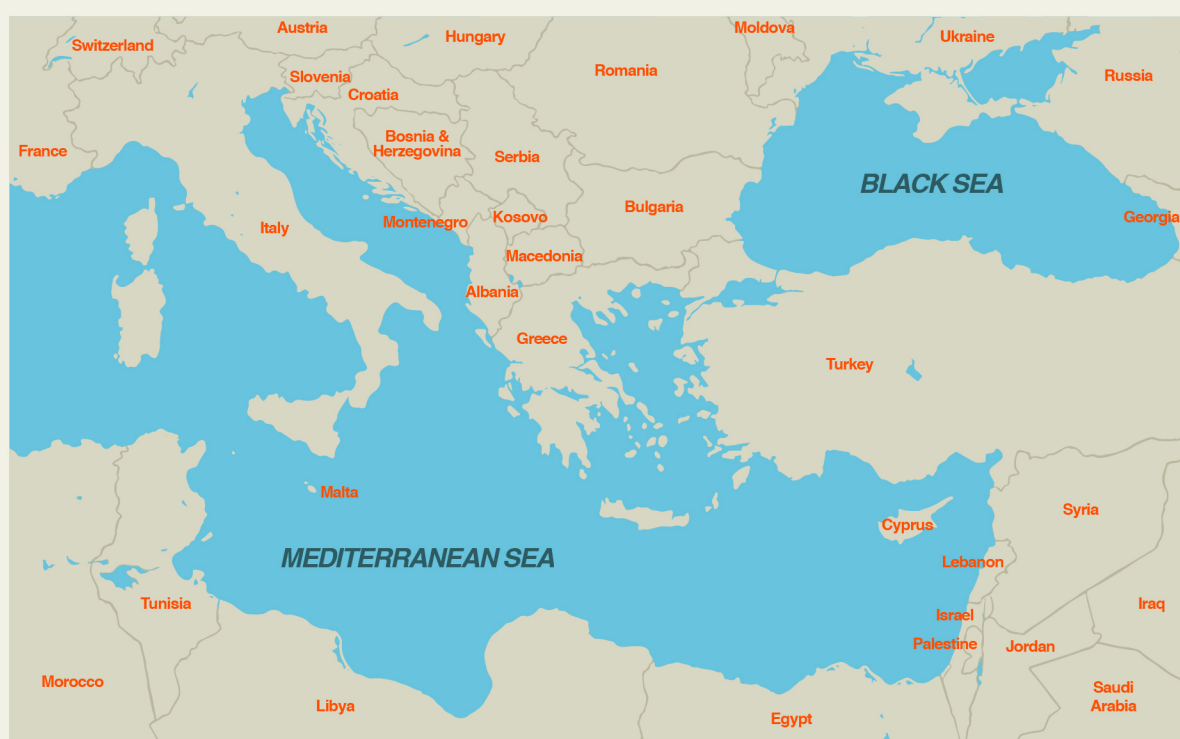 Austria
Moldova
Switzerland
Hungary
Ukraine
Romania
Russia
Slovenia
Croatia
Bosnia &
Herzegovina
France
Serbia
BLACK SEA
Bulgaria
Kosovo
Georgia
Montenegro
Italy
Macedonia
Albania
Greece
Turkey
Malta
Syria
Cyprus
MEDITERRANEAN SEA
Lebanon
Tunisia
Iraq
Israel
Palestine
Jordan
Morocco
Saudi
Arabia
Libya
Egypt